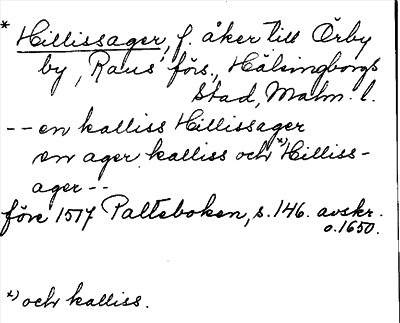 * Hillissager, f. åker till Örby
by, Raus förs., Hälsingborgs
stad, Malm. l.
-- en kalliss Hillissager
en ager kalliss och x) Hilliss-
ager --
före 1517 Palteboken, s. 146. avskr.
o. 1650.
x) och kalliss.